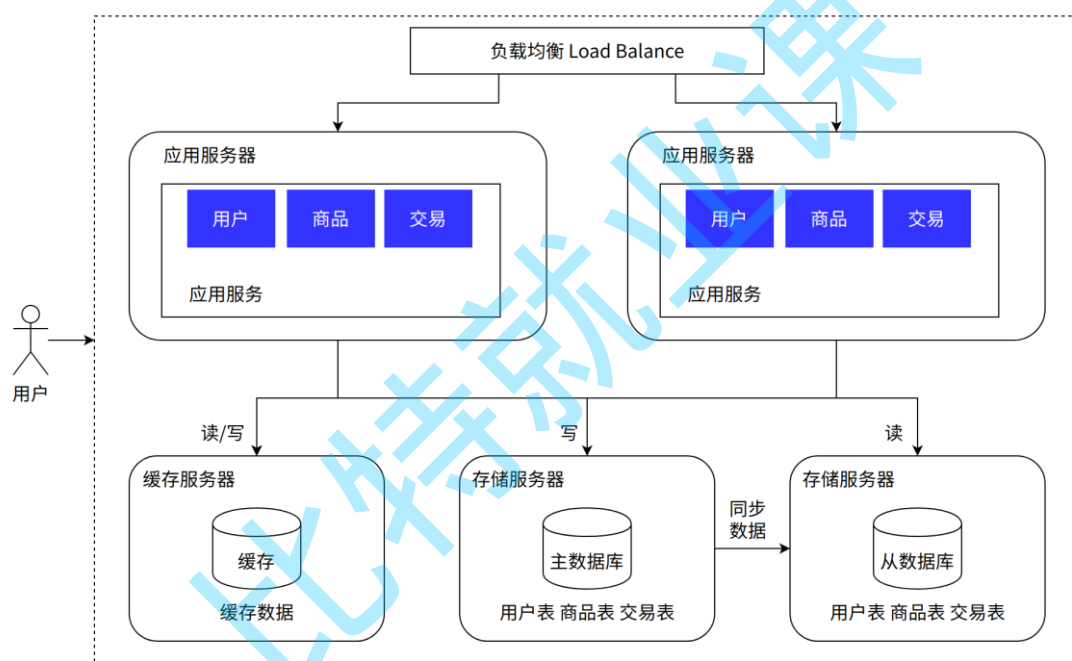 负载均衡 Load Balance
应用服务器
用户 商品 交易
应用服务
应用服务器
用户 商品 交易
应用服务
用户
读/写
写
读
缓存服务器
缓存
缓存数据
存储服务器
主数据库
用户表 商品表 交易表
同步
数据
存储服务器
从数据库
用户表 商品表 交易表
比特就业课